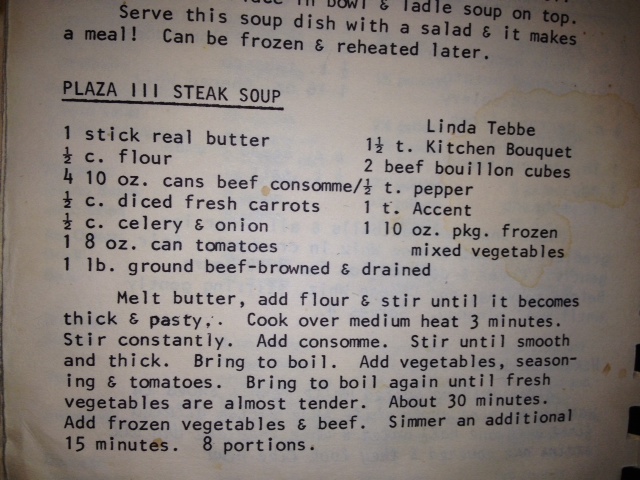 in bowl & ladle soup on top.
Serve this soup dish with a salad & it makes
a meal! Can be frozen & reheated later.
PLAZA III STEAK SOUP
Linda Tebbe
1 stick real butter
½ c. flour
4 10 oz. cans beef consomme/
½ c. diced fresh carrots
½ c. celery & onion
1 8 oz. can tomatoes
1 lb. ground beef-browned & drained
1½ t. Kitchen Bouquet
2 beef bouillon cubes
½ t. pepper
1 t. Accent
1 10 oz. pkg. frozen
mixed vegetables
Melt butter, add flour & stir until it becomes
thick & pasty,. Cook over medium heat 3 minutes.
Stir constantly. Add consomme. Stir until smooth
and thick. Bring to boil. Add vegetables, season-
ing & tomatoes. Bring to boil again until fresh
vegetables are almost tender. About 30 minutes.
Add frozen vegetables & beef. Simmer an additional
15 minutes. 8 portions.